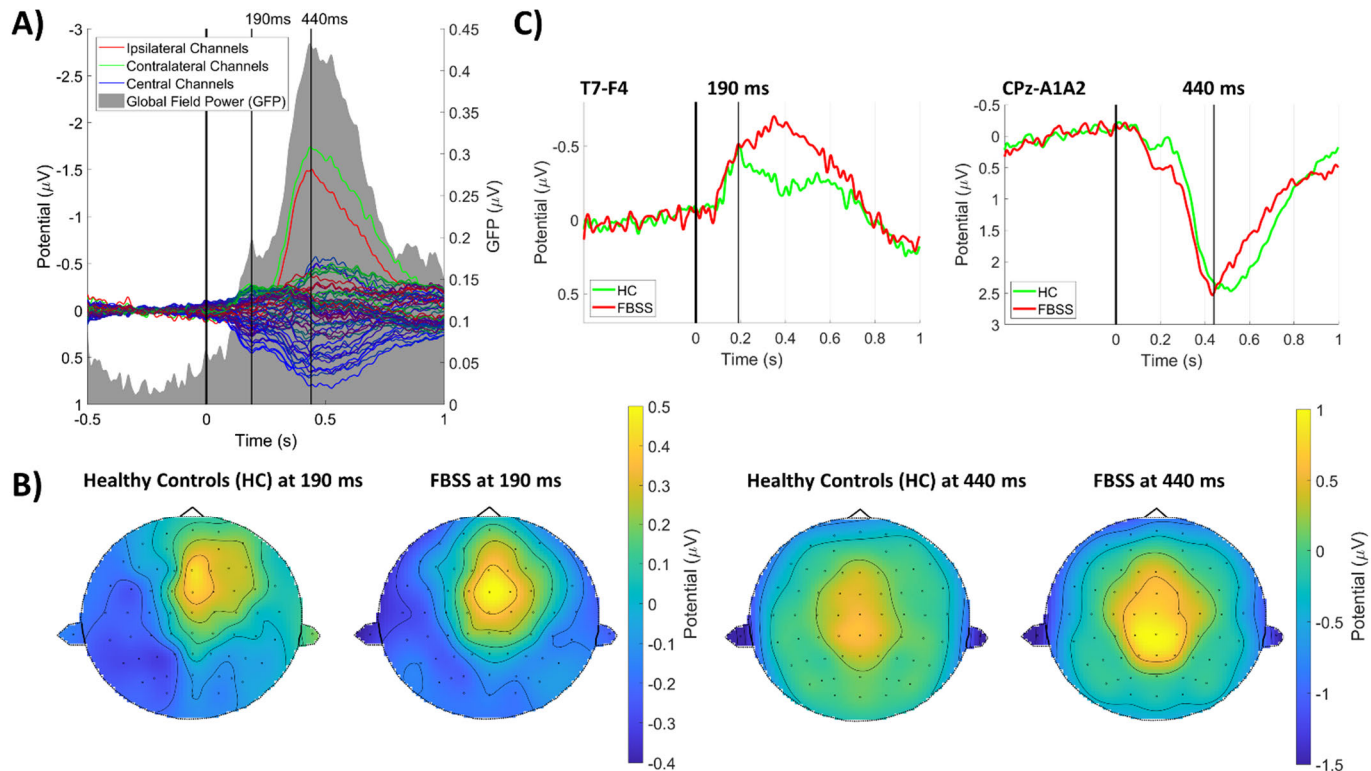 A)
190ms 440ms
-3
-2.5
-2
-1.5
-1
-0.5
0
0.5
1
Potential (μV)
Ipsilateral Channels
Contralateral Channels
Central Channels
Global Field Power (GFP)
0.45
0.4
0.35
0.3
0.25
0.2
0.15
0.1
0.05
0
GFP (μV)
-0.5 0 0.5 1
Time (s)
C)
T7-F4 190 ms
-0.5
0
0.5
Potential (μV)
HC
FBSS
0 0.2 0.4 0.6 0.8 1
Time (s)
CPz-A1A2 440 ms
-0.5
0
0.5
1
1.5
2
2.5
3
Potential (μV)
HC
FBSS
0 0.2 0.4 0.6 0.8 1
Time (s)
B)
Healthy Controls (HC) at 190 ms
FBSS at 190 ms
0.5
0.4
0.3
0.2
0.1
0
-0.1
-0.2
-0.3
-0.4
Potential (μV)
Healthy Controls (HC) at 440 ms
FBSS at 440 ms
1
0.5
0
-0.5
-1
-1.5
Potential (μV)